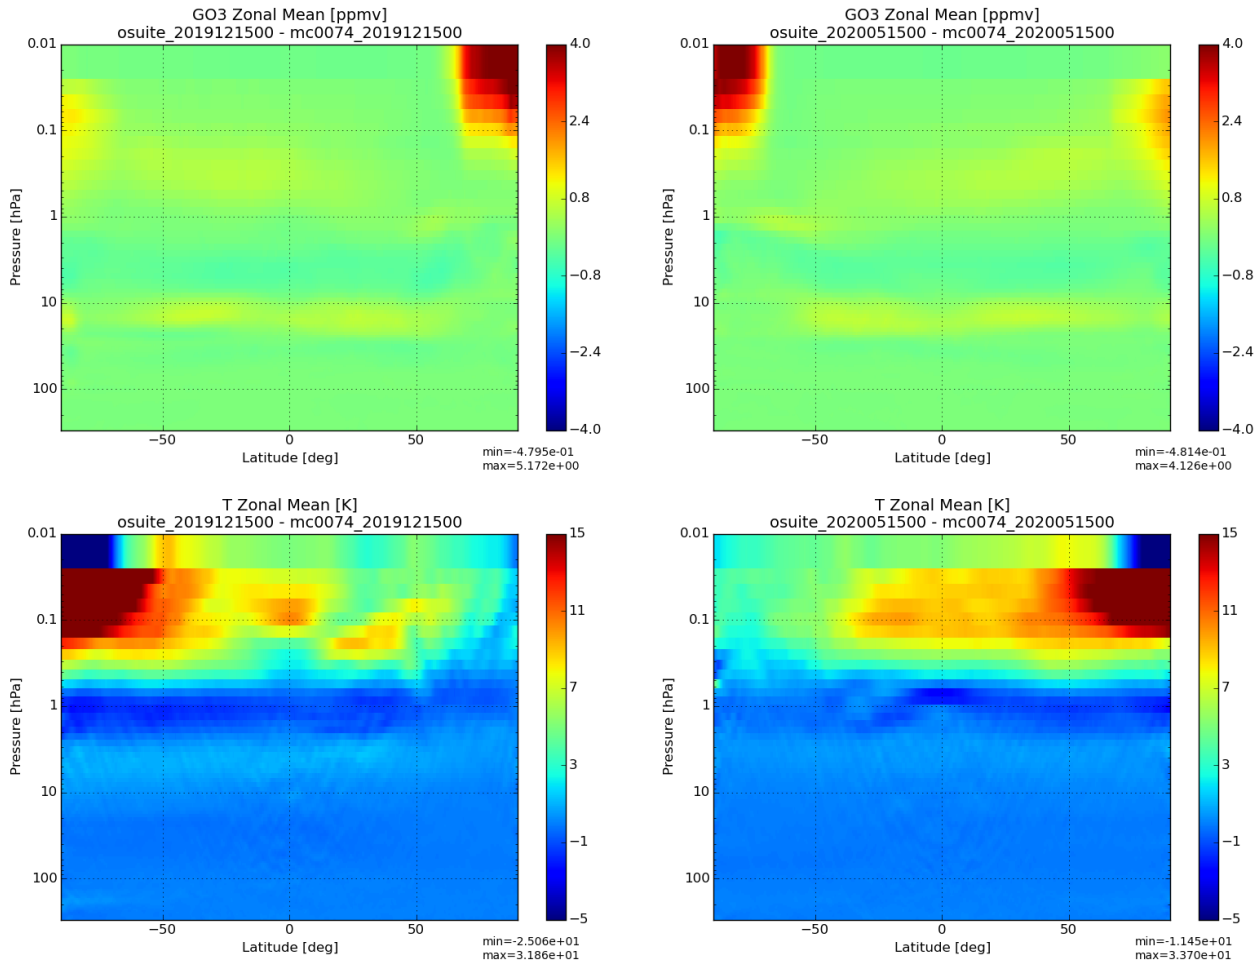 GO3 Zonal Mean [ppmv]
osuite_2019121500 - mc0074_2019121500
0.01
0.1
1
10
100
Pressure [hPa]
−50
0
50
Latitude [deg]
4.0
2.4
0.8
−0.8
−2.4
−4.0
min=-4.795e-01
max=5.172e+00
GO3 Zonal Mean [ppmv]
osuite_2020051500 - mc0074_2020051500
0.01
0.1
1
10
100
Pressure [hPa]
−50
0
50
Latitude [deg]
4.0
2.4
0.8
−0.8
−2.4
−4.0
min=-4.814e-01
max=4.126e+00
T Zonal Mean [K]
osuite_2019121500 - mc0074_2019121500
0.01
0.1
1
10
100
Pressure [hPa]
−50
0
50
Latitude [deg]
15
11
7
3
−1
−5
min=-2.506e+01
max=3.186e+01
T Zonal Mean [K]
osuite_2020051500 - mc0074_2020051500
0.01
0.1
1
10
100
Pressure [hPa]
−50
0
50
Latitude [deg]
15
11
7
3
−1
−5
min=-1.145e+01
max=3.370e+01